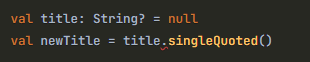 val title: String? = null
val newTitle = title.singleQuoted()